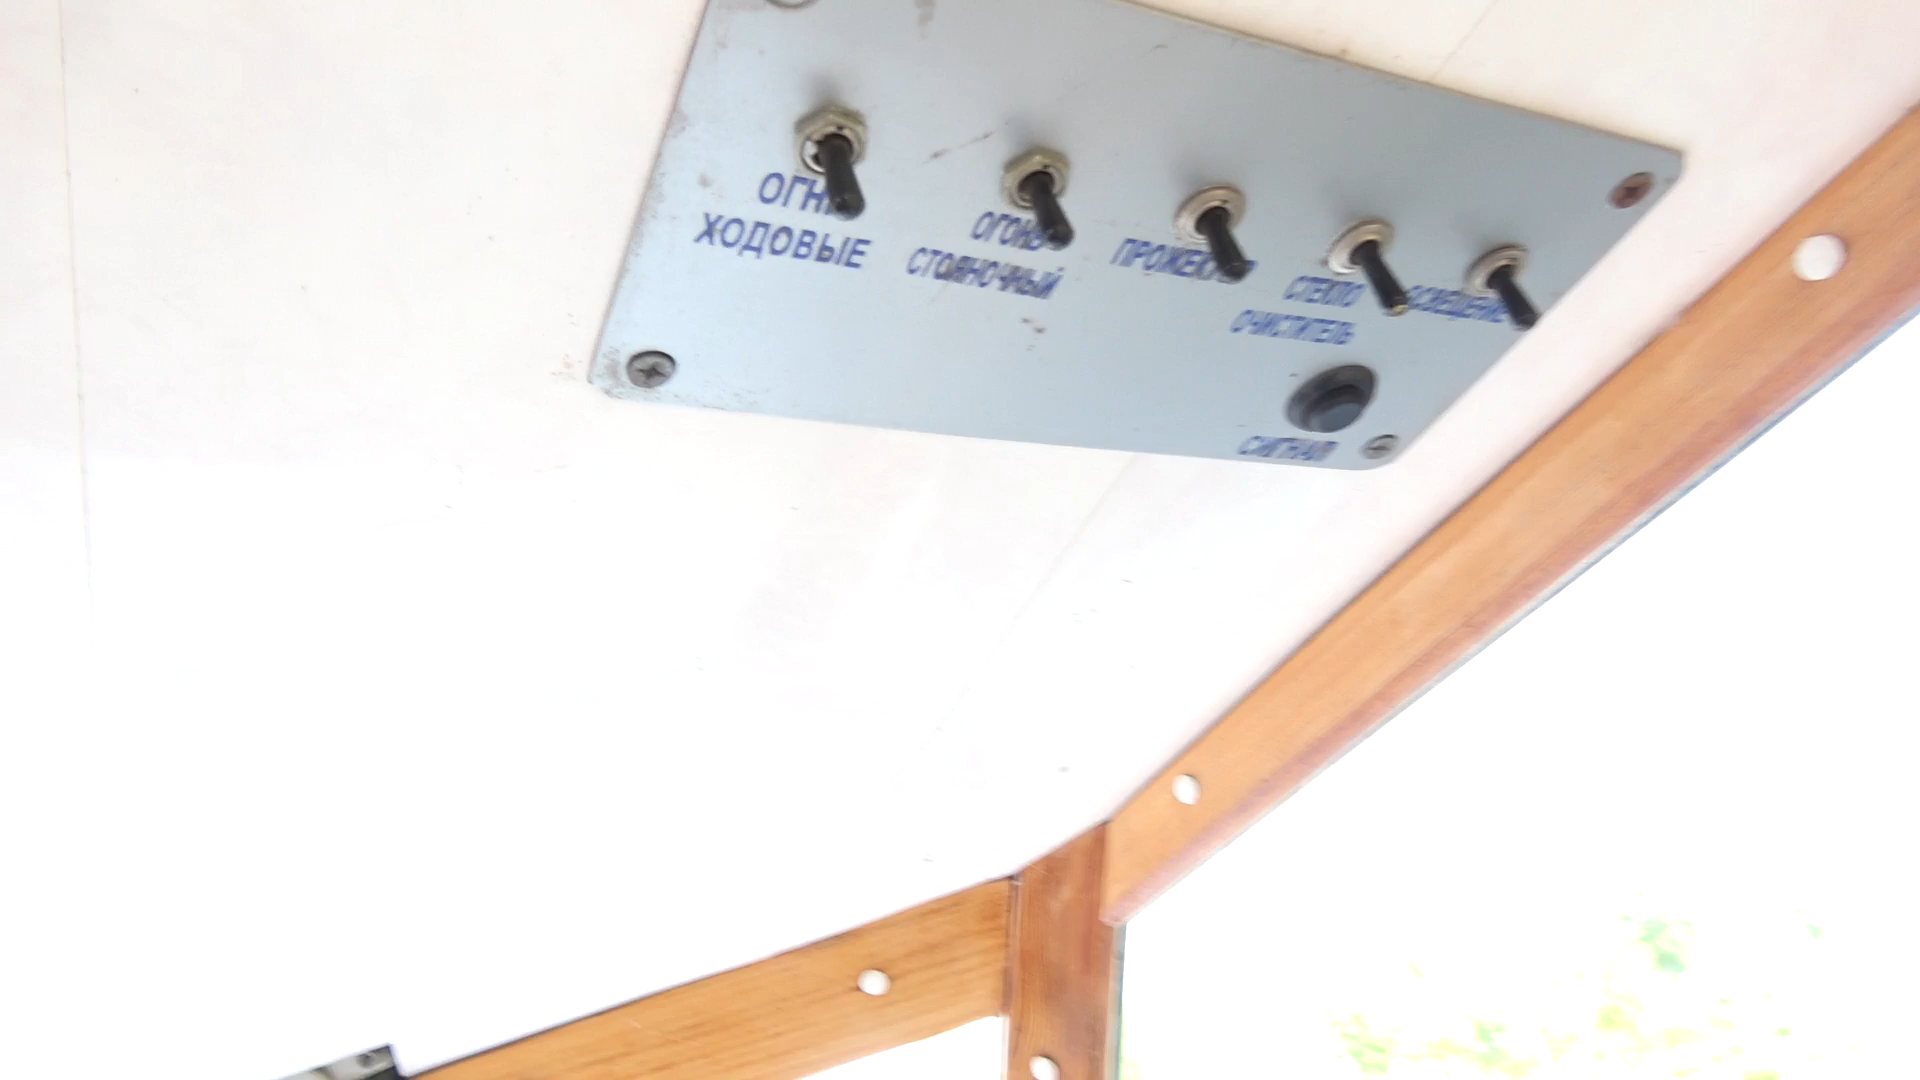 ОГНИ
ХОДОВЫЕ
ОГОНЬ
СТОЯНОЧНЫЙ
ПРОЖЕКТОР
СТЕКЛО
ОЧИСТИТЕЛЬ
ОСВЕЩЕНИЕ
СИГНАЛ